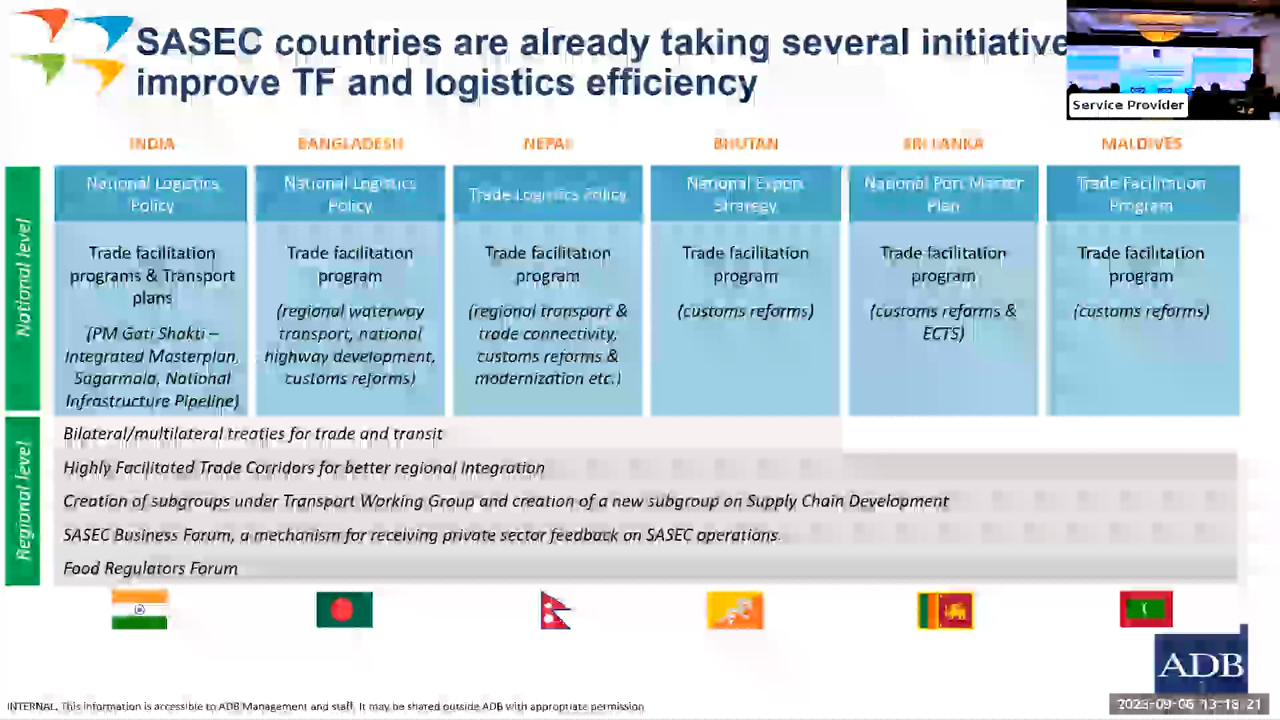 SASEC countries are already taking several initiative
improve TF and logistics efficiency
Service Provider
INDIA
BANGLADESH
NEPAL
BHUTAN
SRI LANKA
MALDIVES
National level
National Logistics
Policy
Trade facilitation
programs & Transport
plans
(PM Gati Shakti –
Integrated Masterplan,
Sagarmala, National
Infrastructure Pipeline)
National Logistics
Policy
Trade facilitation
program
(regional waterway
transport, national
highway development,
customs reforms)
Trade Logistics Policy
Trade facilitation
program
(regional transport &
trade connectivity,
customs reforms &
modernization etc.)
National Export
Strategy
Trade facilitation
program
(customs reforms)
National Port Master
Plan
Trade facilitation
program
(customs reforms &
ECTS)
Trade Facilitation
Program
Trade facilitation
program
(customs reforms)
Regional level
Bilateral/multilateral treaties for trade and transit
Highly Facilitated Trade Corridors for better regional Integration
Creation of subgroups under Transport Working Group and creation of a new subgroup on Supply Chain Development
SASEC Business Forum, a mechanism for receiving private sector feedback on SASEC operations.
Food Regulators Forum
ADB
INTERNAL. This information is accessible to ADB Management and staff. It may be shared outside ADB with appropriate permission
2023-09-06 13-18-21